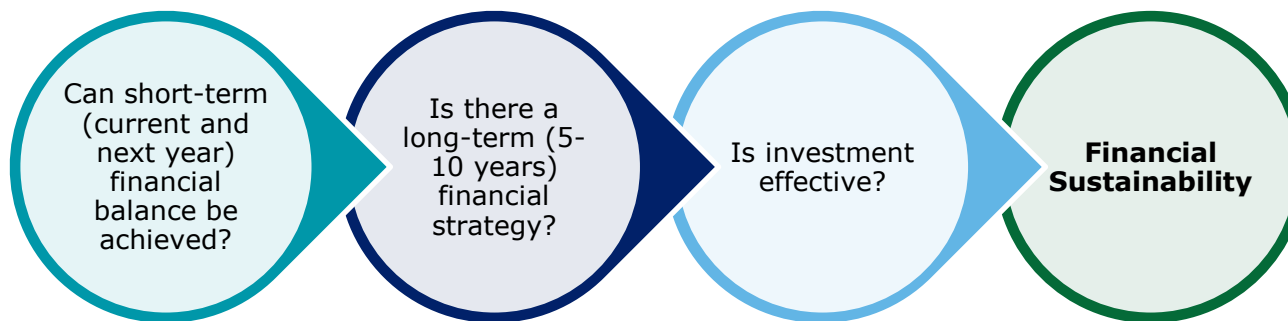 Can short-term
(current and
next year)
financial
balance be
achieved?
Is there a
long-term (5-
10 years)
financial
strategy?
Is investment
effective?
Financial
Sustainability